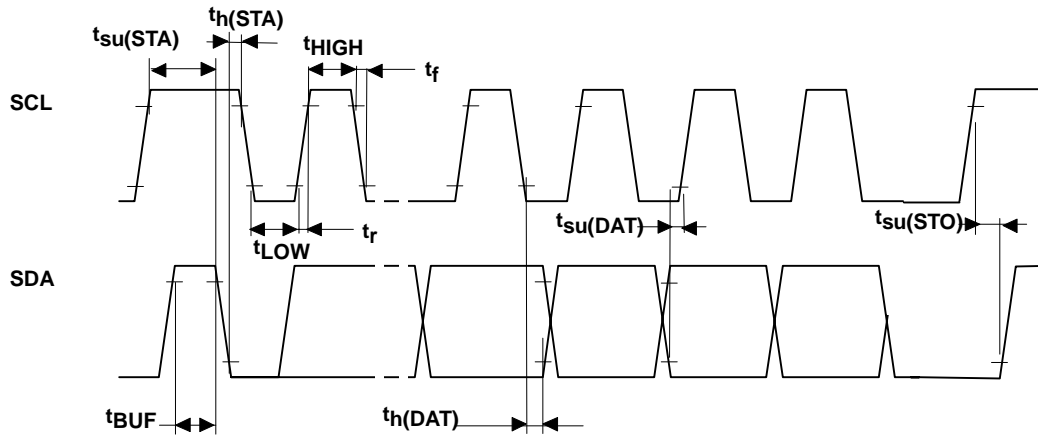 th(STA)
tsu(STA)
tHIGH
tf
SCL
tsu(DAT)
tsu(STO)
tLOW
tr
SDA
tBUF
th(DAT)